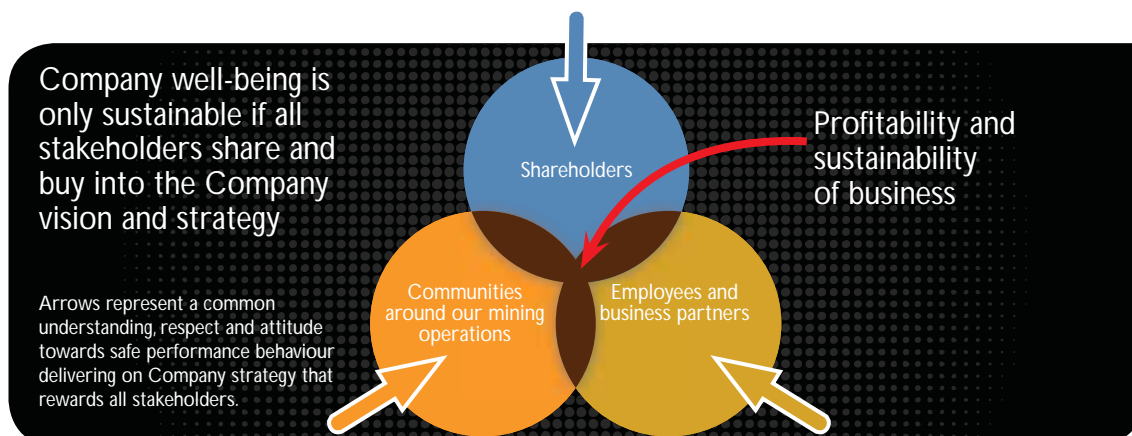 Company well-being is
only sustainable if all
stakeholders share and
buy into the Company
vision and strategy
Arrows represent a common
understanding, respect and attitude
towards safe performance behaviour
delivering on Company strategy that
rewards all stakeholders.
Shareholders
Communities
around our mining
operations
Employees and
business partners
Profitability and
sustainability
of business